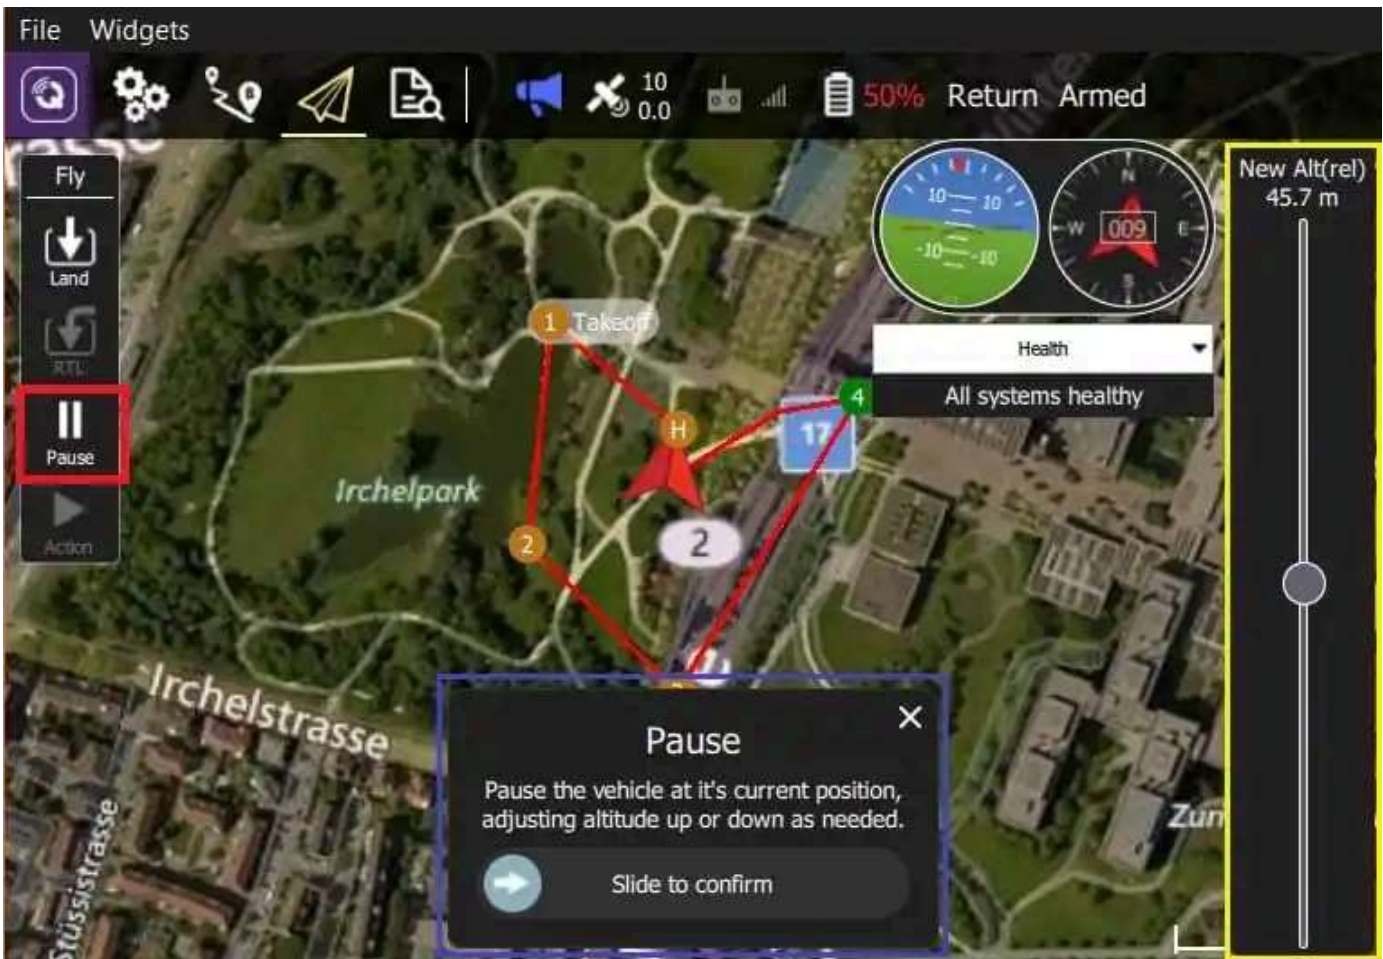 File Widgets
10
0.0
50% Return Armed
Fly
Land
RTL
Pause
Action
1 Takeoff
H
2
2
4
17
Irchelpark
Irchelstrasse
Stüssistrasse
10 10
-10 -10
N
W 009 E
S
Health
All systems healthy
New Alt(rel)
45.7 m
Pause
Pause the vehicle at it's current position,
adjusting altitude up or down as needed.
Slide to confirm